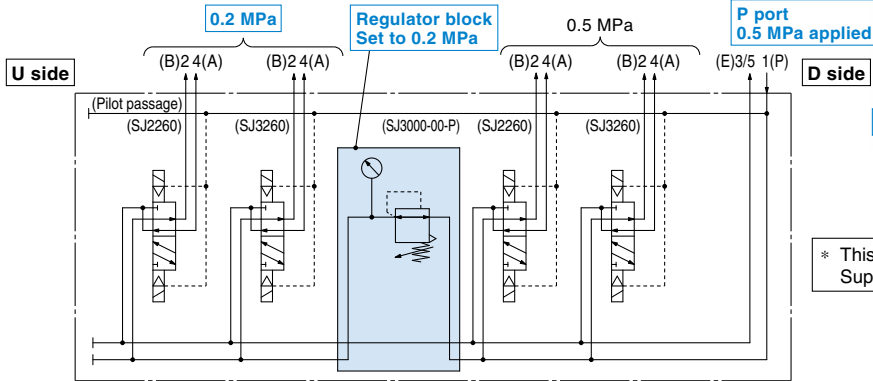 0.2 MPa
Regulator block
Set to 0.2 MPa
0.5 MPa
P port
0.5 MPa applied
U side
(B)2 4(A)
(B)2 4(A)
(B)2 4(A)
(B)2 4(A)
(E)3/5 1(P)
D side
(Pilot passage)
(SJ2260)
(SJ3260)
(SJ3000-00-P)
(SJ2260)
(SJ3260)
* This
Sup